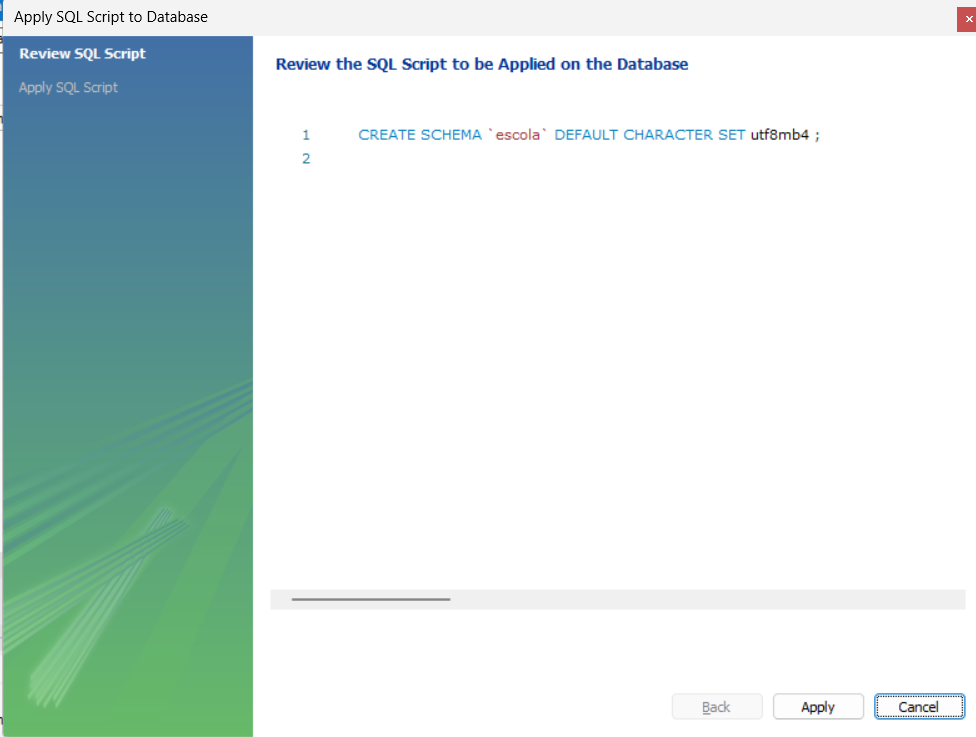 Apply SQL Script to Database
Review SQL Script
Apply SQL Script
Review the SQL Script to be Applied on the Database
1 CREATE SCHEMA `escola` DEFAULT CHARACTER SET utf8mb4 ;
2
Back Apply Cancel